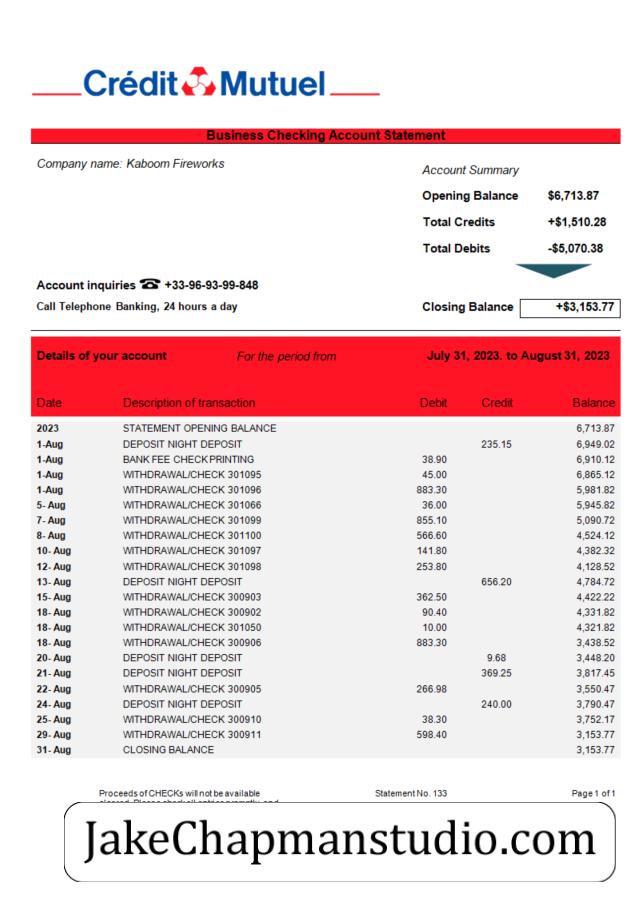 Crédit Mutuel
Business Checking Account Statement
Company name: Kaboom Fireworks
Account Summary
Opening Balance $6,713.87
Total Credits +$1,510.28
Total Debits -$5,070.38
Account inquiries ☎ +33-96-93-99-848
Call Telephone Banking, 24 hours a day
Closing Balance +$3,153.77
Details of your account For the period from July 31, 2023. to August 31, 2023
Date Description of transaction Debit Credit Balance
2023 STATEMENT OPENING BALANCE 6,713.87
1-Aug DEPOSIT NIGHT DEPOSIT 235.15 6,949.02
1-Aug BANK FEE CHECK PRINTING 38.90 6,910.12
1-Aug WITHDRAWAL/CHECK 301095 45.00 6,865.12
1-Aug WITHDRAWAL/CHECK 301096 883.30 5,981.82
5- Aug WITHDRAWAL/CHECK 301066 36.00 5,945.82
7- Aug WITHDRAWAL/CHECK 301099 855.10 5,090.72
8- Aug WITHDRAWAL/CHECK 301100 566.60 4,524.12
10- Aug WITHDRAWAL/CHECK 301097 141.80 4,382.32
12- Aug WITHDRAWAL/CHECK 301098 253.80 4,128.52
13- Aug DEPOSIT NIGHT DEPOSIT 656.20 4,784.72
15- Aug WITHDRAWAL/CHECK 300903 362.50 4,422.22
18- Aug WITHDRAWAL/CHECK 300902 90.40 4,331.82
18- Aug WITHDRAWAL/CHECK 301050 10.00 4,321.82
18- Aug WITHDRAWAL/CHECK 300906 883.30 3,438.52
20- Aug DEPOSIT NIGHT DEPOSIT 9.68 3,448.20
21- Aug DEPOSIT NIGHT DEPOSIT 369.25 3,817.45
22- Aug WITHDRAWAL/CHECK 300905 266.98 3,550.47
24- Aug DEPOSIT NIGHT DEPOSIT 240.00 3,790.47
25- Aug WITHDRAWAL/CHECK 300910 38.30 3,752.17
29- Aug WITHDRAWAL/CHECK 300911 598.40 3,153.77
31- Aug CLOSING BALANCE 3,153.77
Proceeds of CHECKs will not be available Statement No. 133 Page 1 of 1
JakeChapmanstudio.com